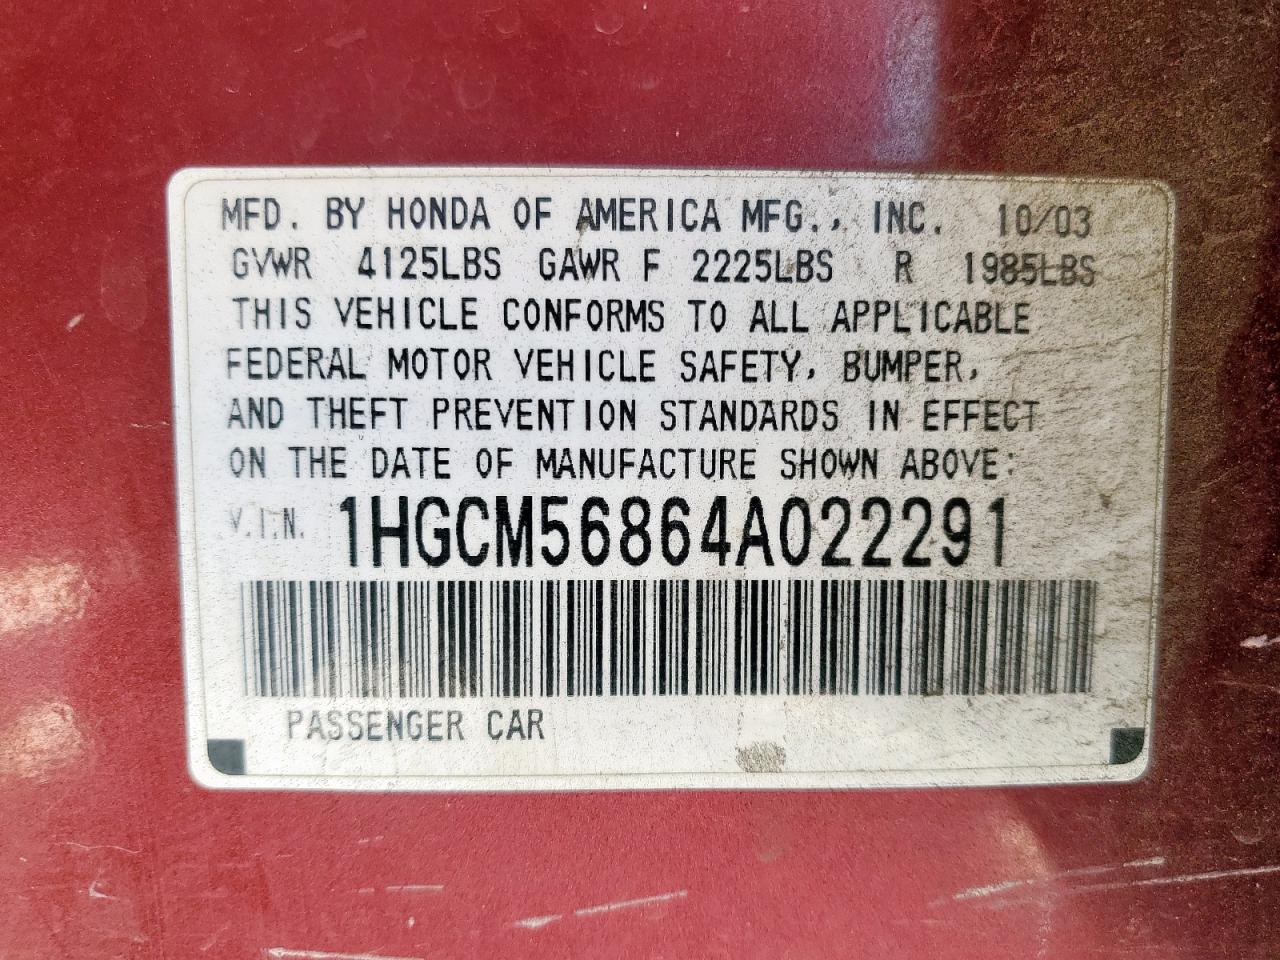 MFD. BY HONDA OF AMERICA MFG., INC. 10/03
GVWR 4125LBS GAWR F 2225LBS R 1985LBS
THIS VEHICLE CONFORMS TO ALL APPLICABLE
FEDERAL MOTOR VEHICLE SAFETY, BUMPER,
AND THEFT PREVENTION STANDARDS IN EFFECT
ON THE DATE OF MANUFACTURE SHOWN ABOVE:
V.I.N. 1HGCM56864A022291
PASSENGER CAR